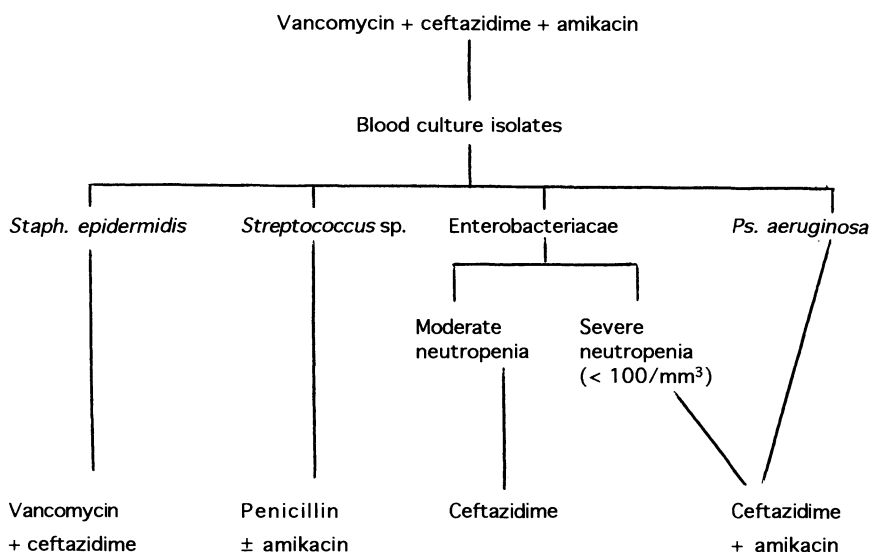 Vancomycin + ceftazidime + amikacin
Blood culture isolates
Staph. epidermidis
Streptococcus sp.
Enterobacteriacae
Ps. aeruginosa
Moderate
neutropenia
Severe
neutropenia
(< 100/mm³)
Vancomycin
+ ceftazidime
Penicillin
± amikacin
Ceftazidime
Ceftazidime
+ amikacin